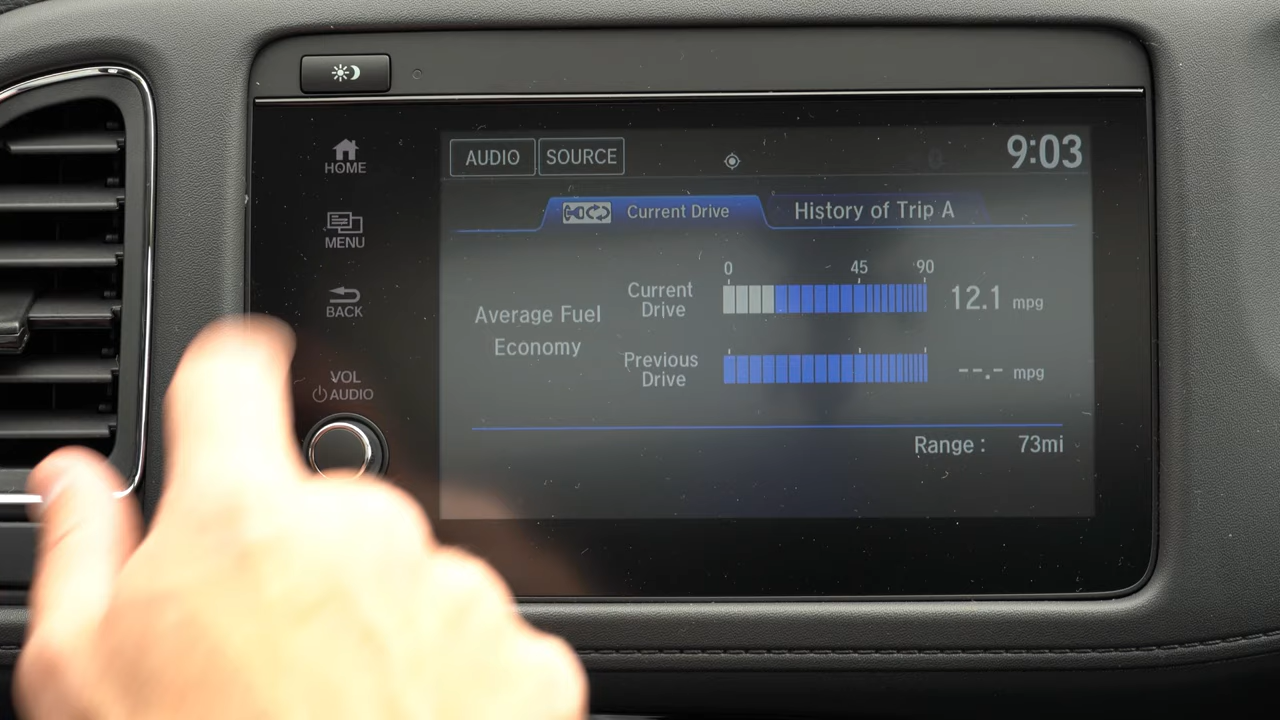 HOME
MENU
BACK
VOL
AUDIO
AUDIO SOURCE
9:03
Current Drive
History of Trip A
0 45 90
Average Fuel
Economy
Current
Drive
12.1 mpg
Previous
Drive
--.- mpg
Range : 73mi